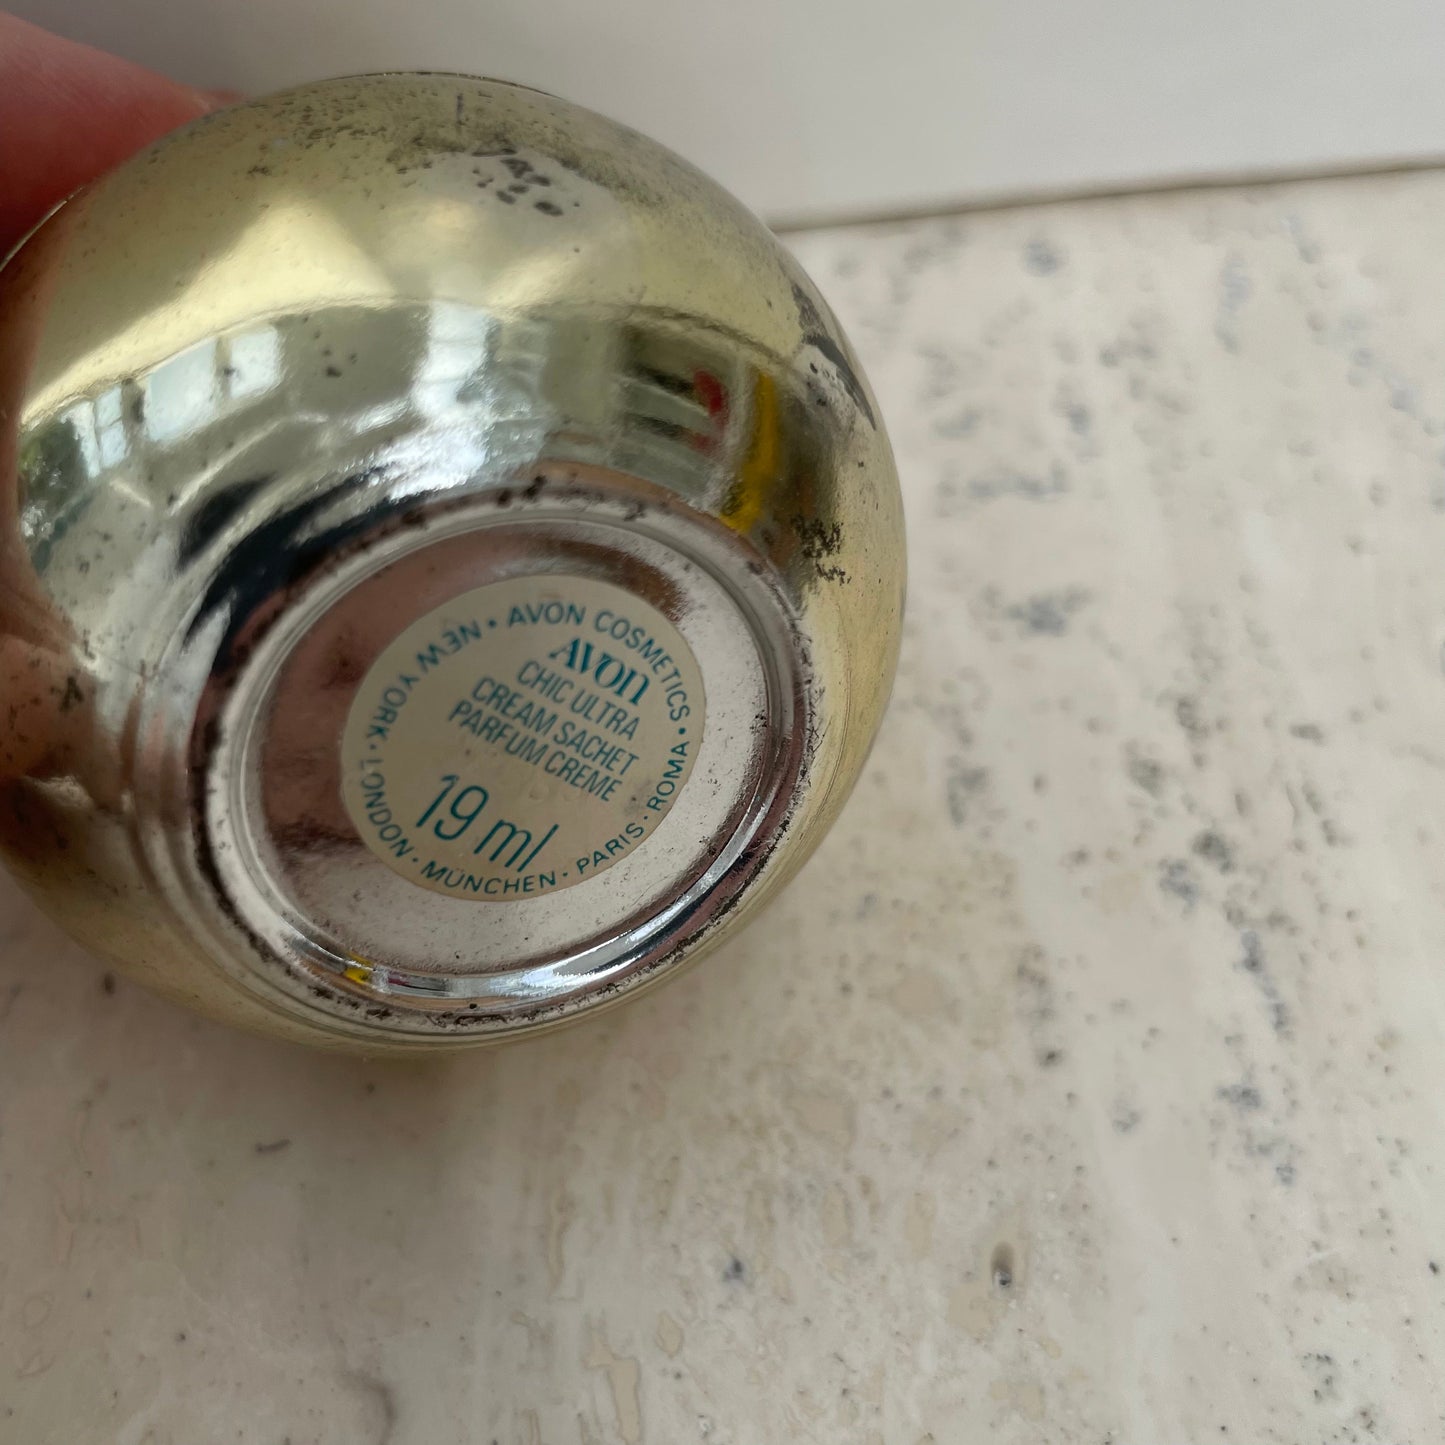 AVON COSMETICS · ROMA · PARIS · MÜNCHEN · LONDON · NEW YORK ·
AVON
CHIC ULTRA
CREAM SACHET
PARFUM CREME
19 ml